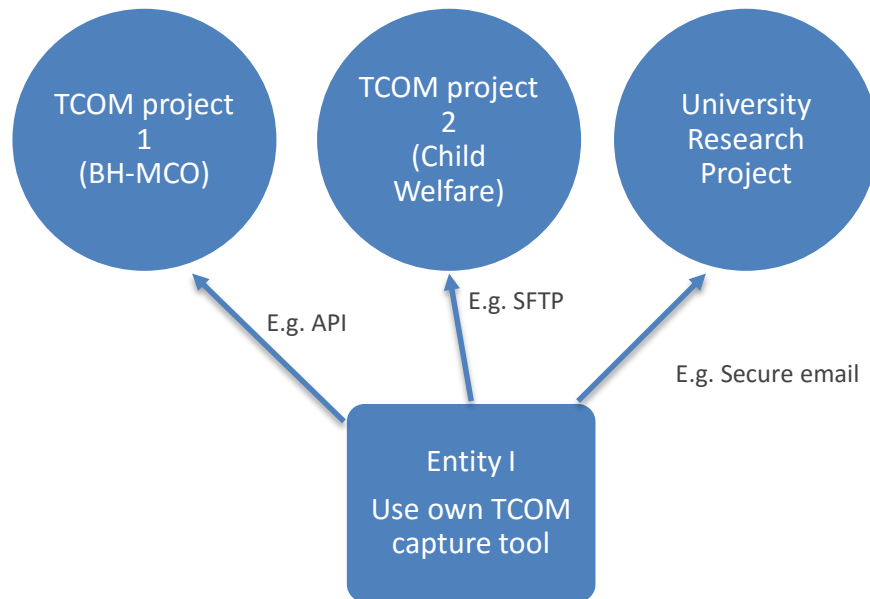 TCOM project
1
(BH-MCO)
TCOM project
2
(Child
Welfare)
University
Research
Project
E.g. API
E.g. SFTP
E.g. Secure email
Entity I
Use own TCOM
capture tool